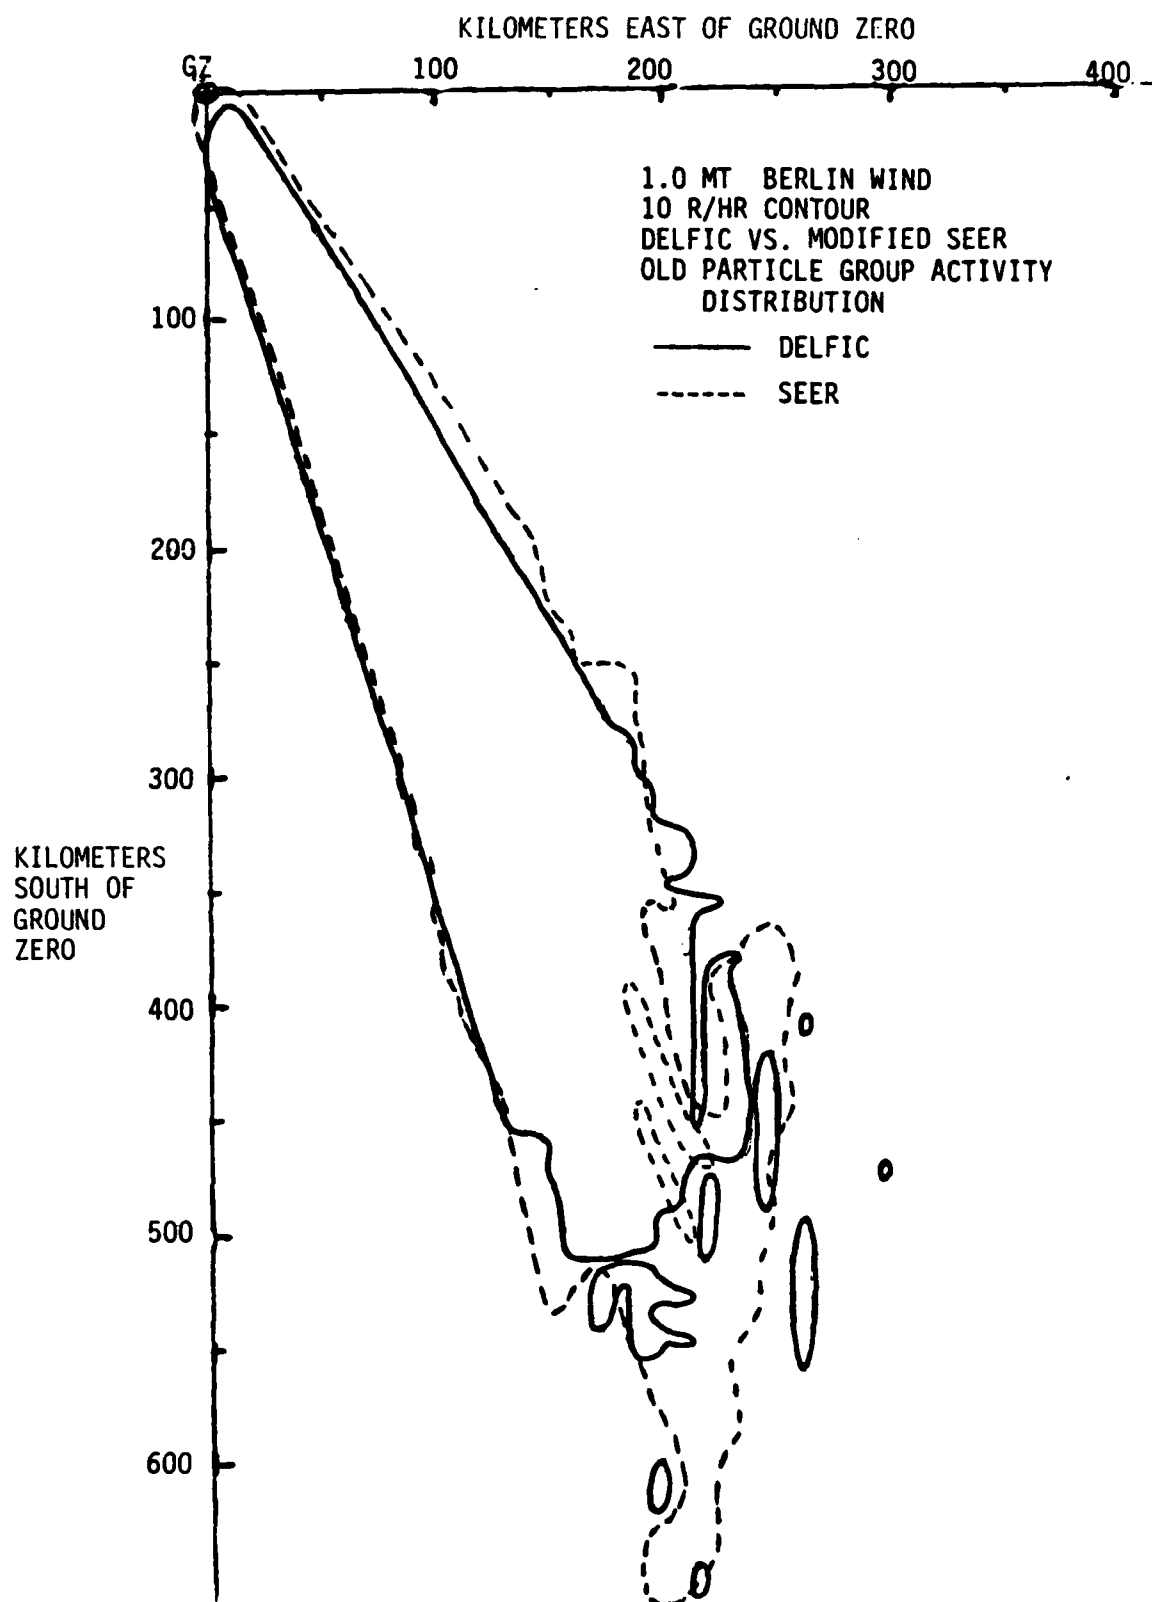 KILOMETERS EAST OF GROUND ZERO
GZ 100 200 300 400
1.0 MT BERLIN WIND
10 R/HR CONTOUR
DELFIC VS. MODIFIED SEER
OLD PARTICLE GROUP ACTIVITY
DISTRIBUTION
DELFIC
SEER
100
200
300
KILOMETERS
SOUTH OF
GROUND
ZERO
400
500
600